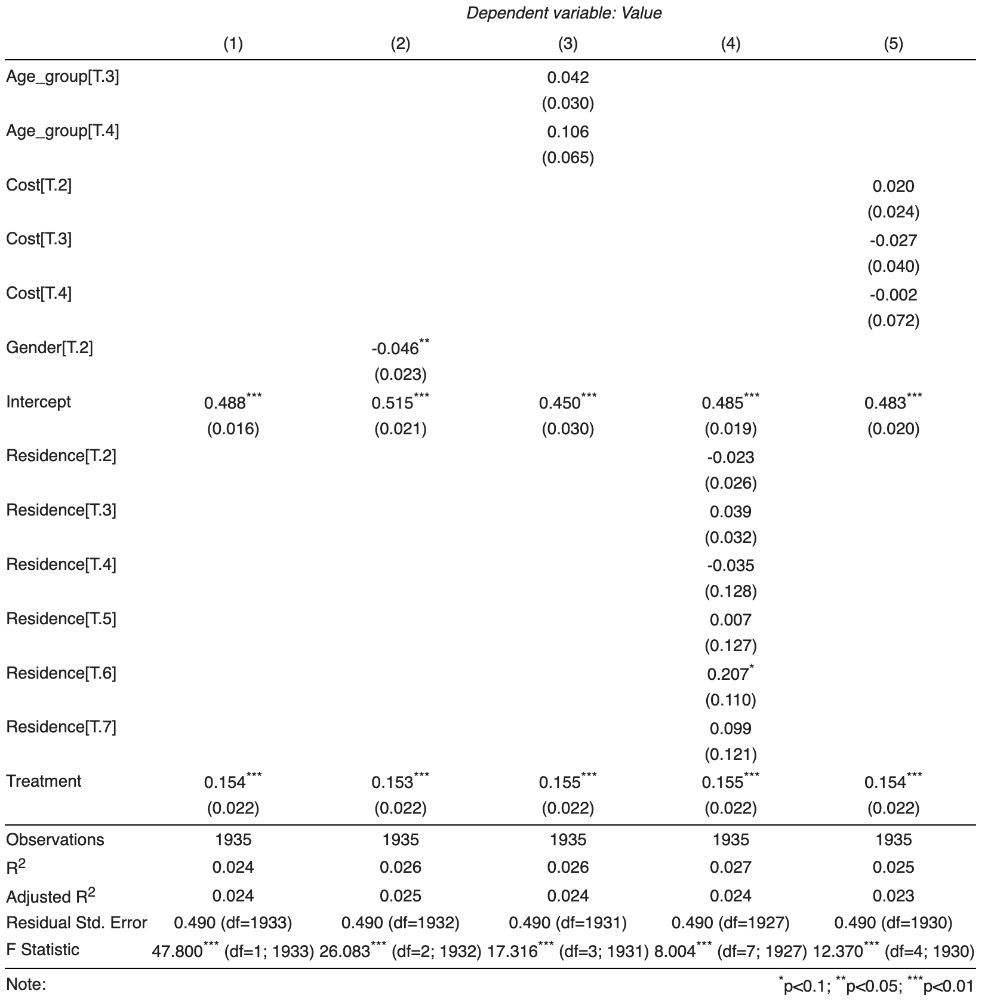 Dependent variable: Value
(1) (2) (3) (4) (5)
Age_group[T.3] 0.042
(0.030)
Age_group[T.4] 0.106
(0.065)
Cost[T.2] 0.020
(0.024)
Cost[T.3] -0.027
(0.040)
Cost[T.4] -0.002
(0.072)
Gender[T.2] -0.046**
(0.023)
Intercept 0.488*** 0.515*** 0.450*** 0.485*** 0.483***
(0.016) (0.021) (0.030) (0.019) (0.020)
Residence[T.2] -0.023
(0.026)
Residence[T.3] 0.039
(0.032)
Residence[T.4] -0.035
(0.128)
Residence[T.5] 0.007
(0.127)
Residence[T.6] 0.207*
(0.110)
Residence[T.7] 0.099
(0.121)
Treatment 0.154*** 0.153*** 0.155*** 0.155*** 0.154***
(0.022) (0.022) (0.022) (0.022) (0.022)
Observations 1935 1935 1935 1935 1935
R2 0.024 0.026 0.026 0.027 0.025
Adjusted R2 0.024 0.025 0.024 0.024 0.023
Residual Std. Error 0.490 (df=1933) 0.490 (df=1932) 0.490 (df=1931) 0.490 (df=1927) 0.490 (df=1930)
F Statistic 47.800*** (df=1; 1933) 26.083*** (df=2; 1932) 17.316*** (df=3; 1931) 8.004*** (df=7; 1927) 12.370*** (df=4; 1930)
Note: *p<0.1; **p<0.05; ***p<0.01